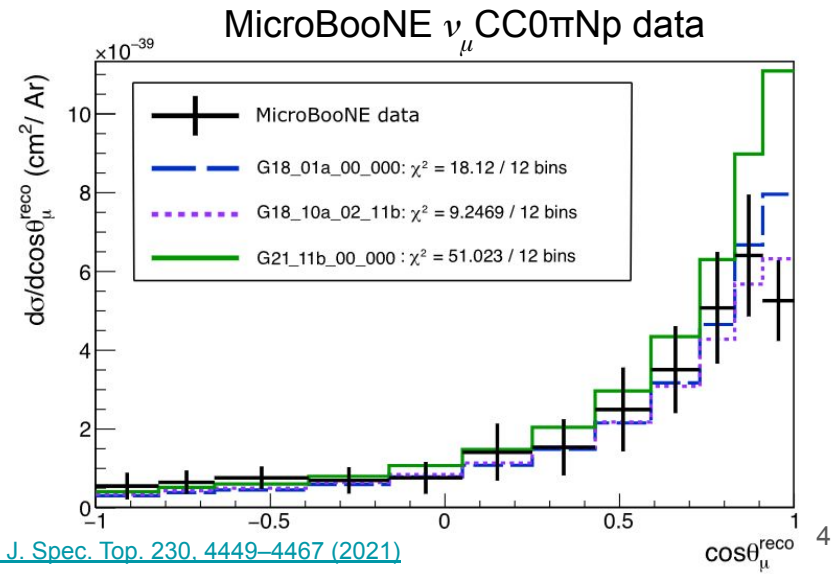 MicroBooNE νμCC0πNp data
×10−39
dσ/dcosθμreco (cm2/ Ar)
10
8
6
4
2
0
MicroBooNE data
G18_01a_00_000: χ2 = 18.12 / 12 bins
G18_10a_02_11b: χ2 = 9.2469 / 12 bins
G21_11b_00_000 : χ2 = 51.023 / 12 bins
−1
−0.5
0
0.5
1
cosθμreco
J. Spec. Top. 230, 4449–4467 (2021)
4